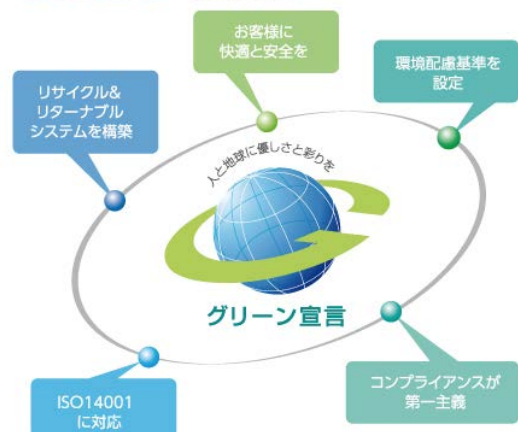 お客様に
快適と安全を
環境配慮基準を
設定
リサイクル&
リターナブル
システムを構築
人と地球に優しさと彩りを
グリーン宣言
ISO14001
に対応
コンプライアンスが
第一主義